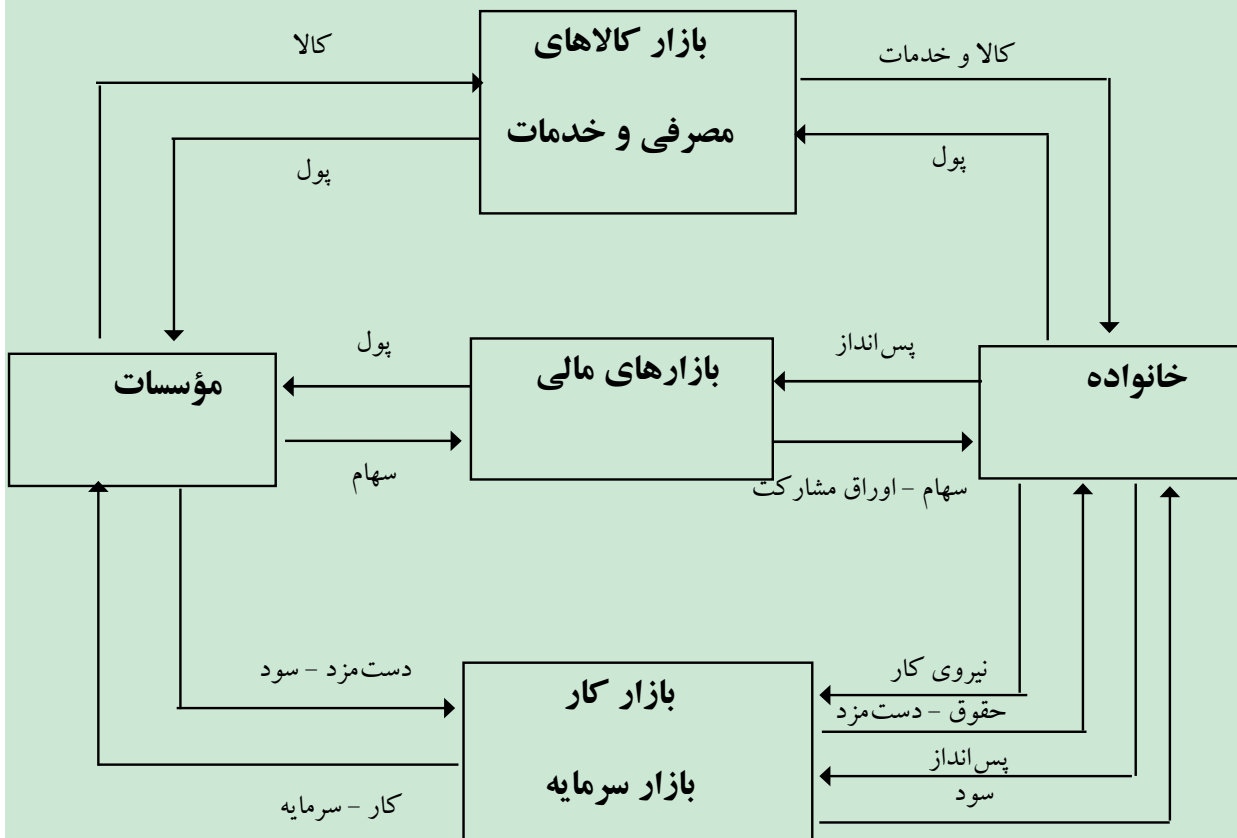 بازار کالاهای
مصرفی و خدمات
کالا و خدمات
کالا
پول
پول
خانواده
بازارهای مالی
مؤسسات
پس‌انداز
پول
سهام – اوراق مشارکت
سهام
نیروی کار
حقوق – دست‌مزد
پس‌انداز
سود
بازار کار
بازار سرمایه
دست‌مزد – سود
کار – سرمایه